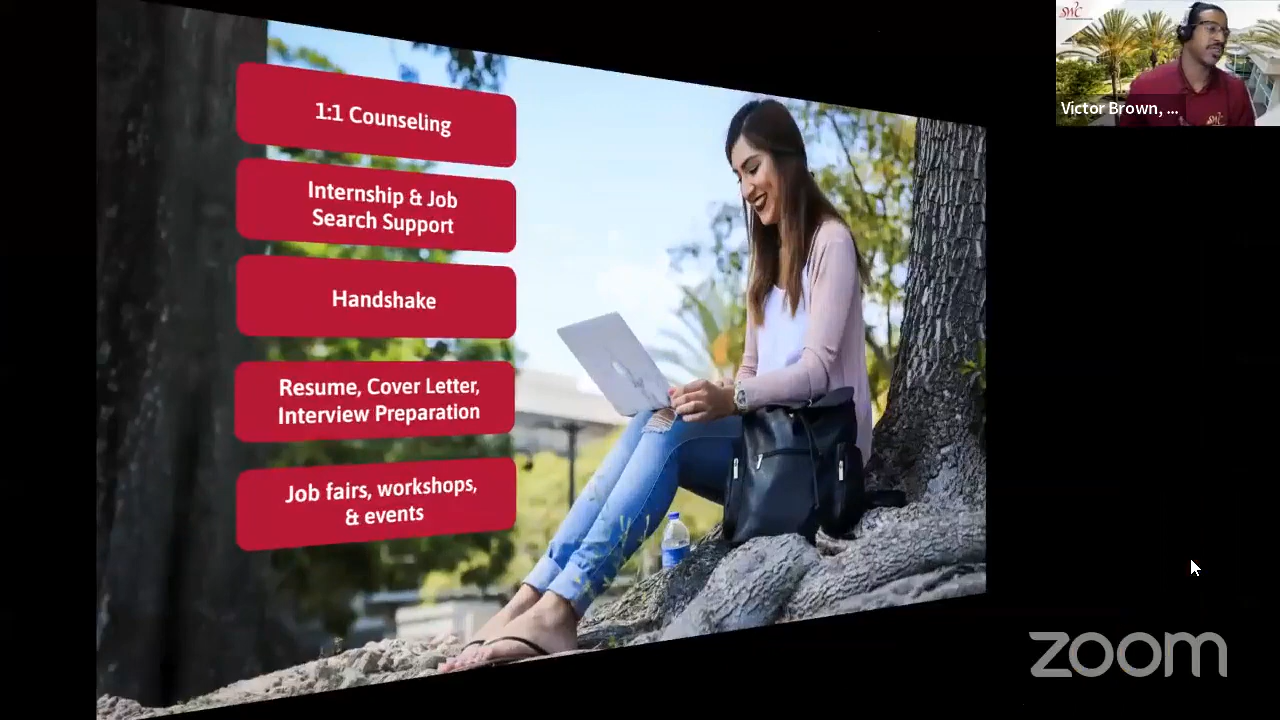 1:1 Counseling
Internship & Job
Search Support
Handshake
Resume, Cover Letter,
Interview Preparation
Job fairs, workshops,
& events
SWC
Victor Brown, ...
zoom